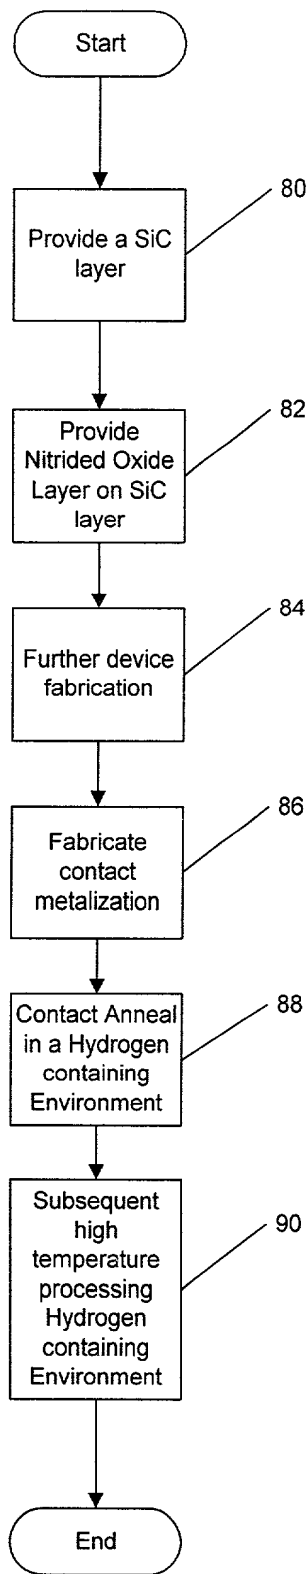 Start
80
Provide a SiC
layer
82
Provide
Nitrided Oxide
Layer on SiC
layer
84
Further device
fabrication
86
Fabricate
contact
metalization
88
Contact Anneal
in a Hydrogen
containing
Environment
90
Subsequent
high
temperature
processing
Hydrogen
containing
Environment
End